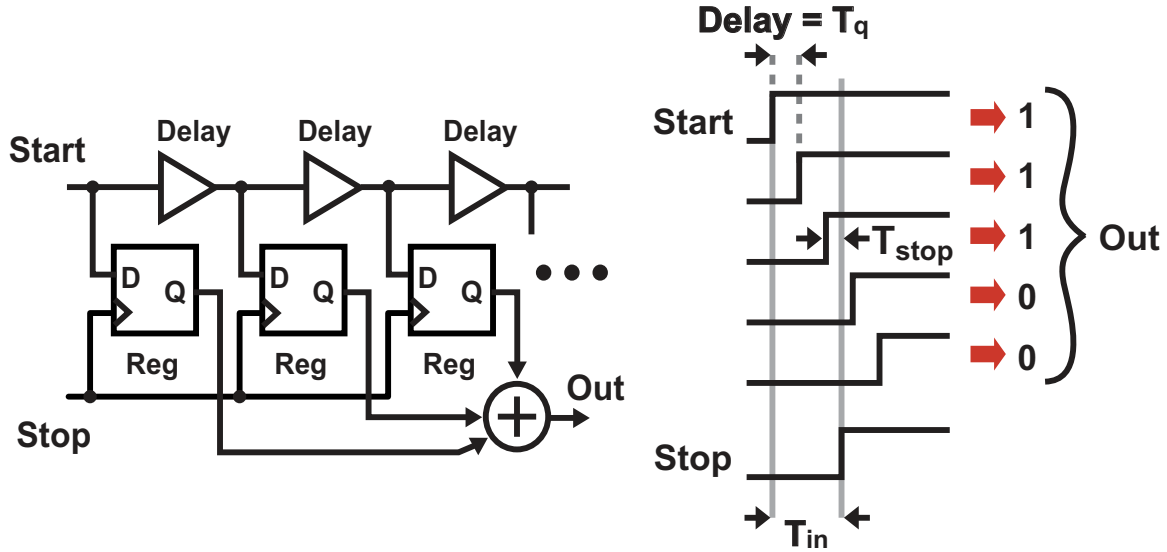 Start
Delay
Delay
Delay
D
Q
Reg
D
Q
Reg
D
Q
Reg
Stop
Out
Delay = Tq
Start
1
1
Tstop
1
0
0
Out
Stop
Tin